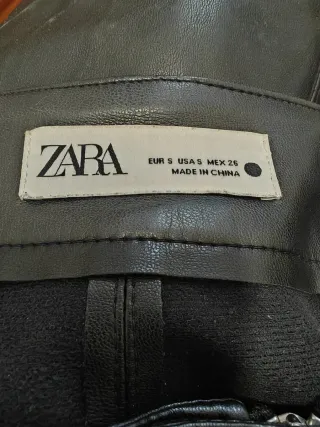 ZARA
EUR S USA S MEX 26
MADE IN CHINA